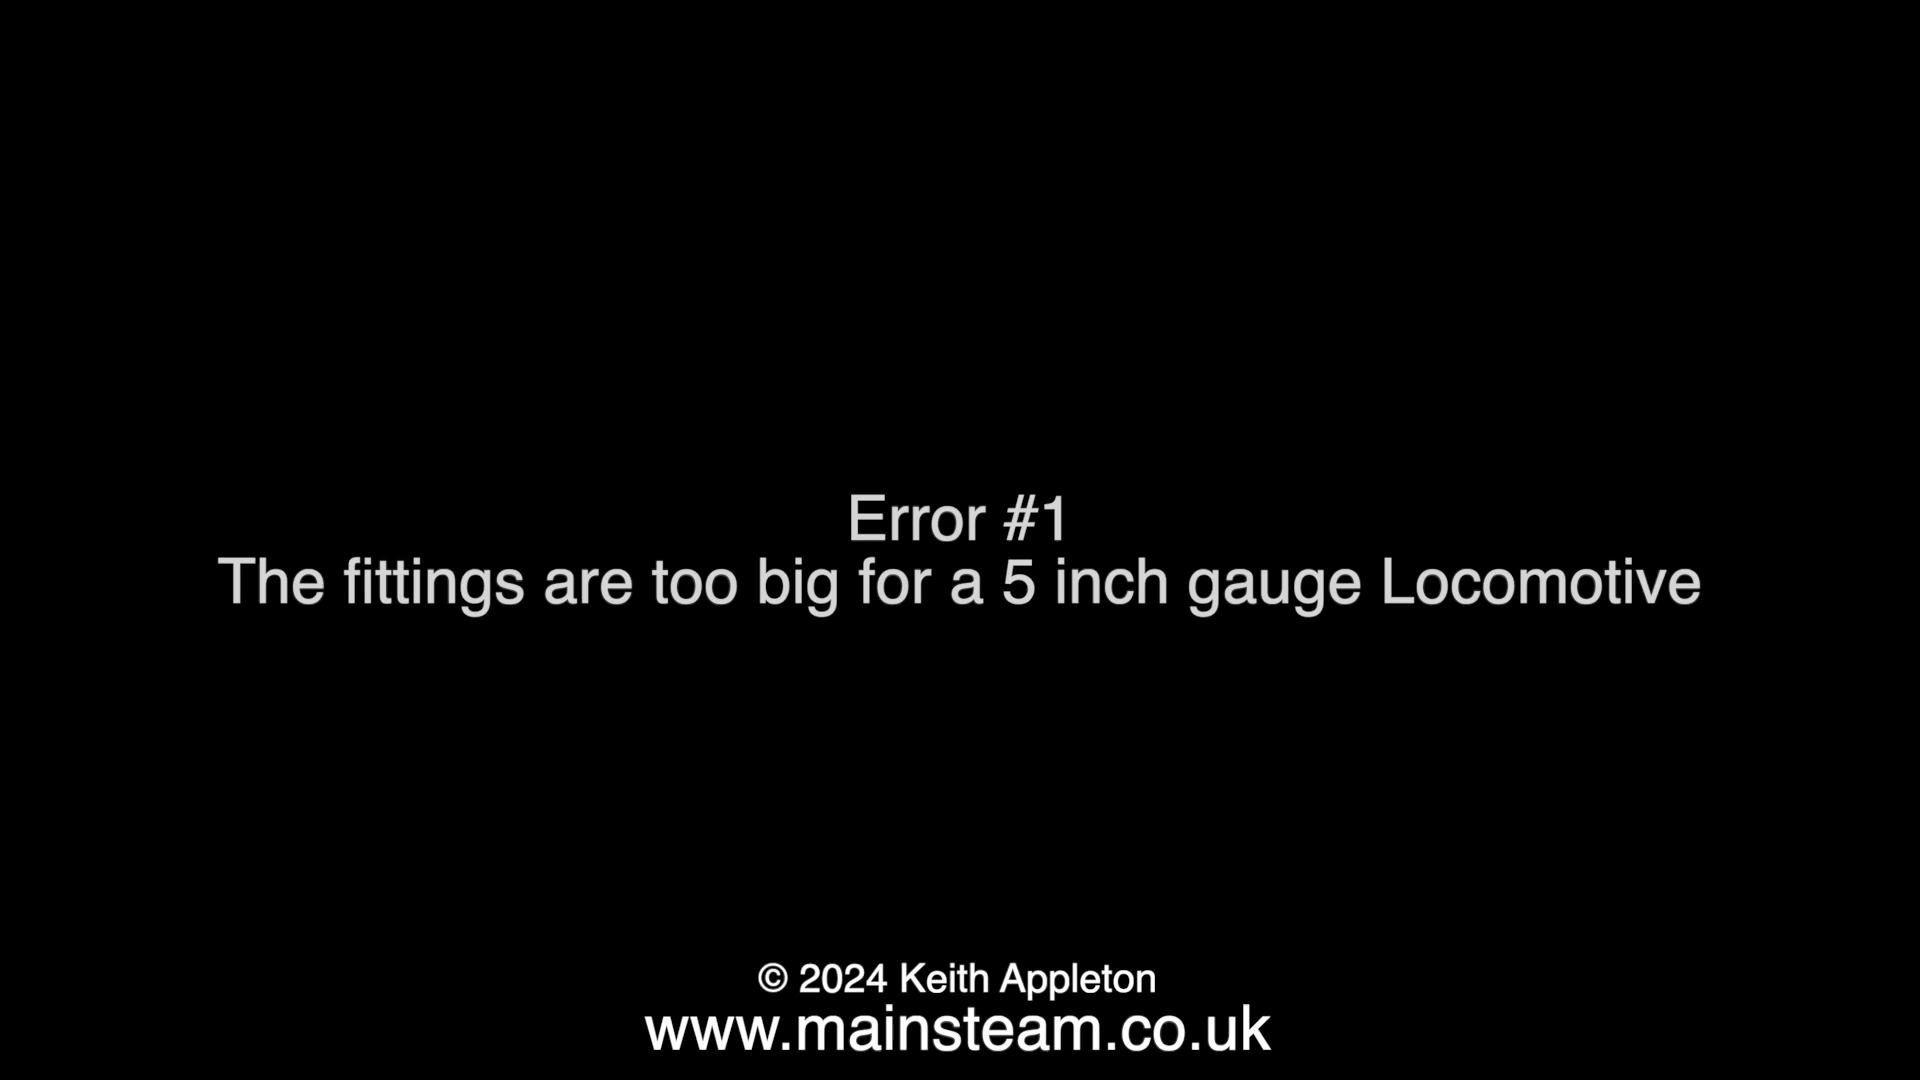 Error #1
The fittings are too big for a 5 inch gauge Locomotive
© 2024 Keith Appleton
www.mainsteam.co.uk